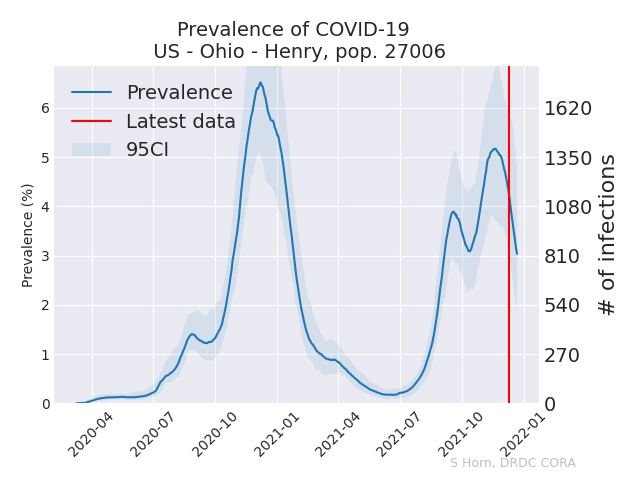 Prevalence of COVID-19
US - Ohio - Henry, pop. 27006
Prevalence
Latest data
95CI
Prevalence (%)
6
5
4
3
2
1
0
1620
1350
1080
810
540
270
0
# of infections
2020-04
2020-07
2020-10
2021-01
2021-04
2021-07
2021-10
2022-01
S Horn, DRDC CORA